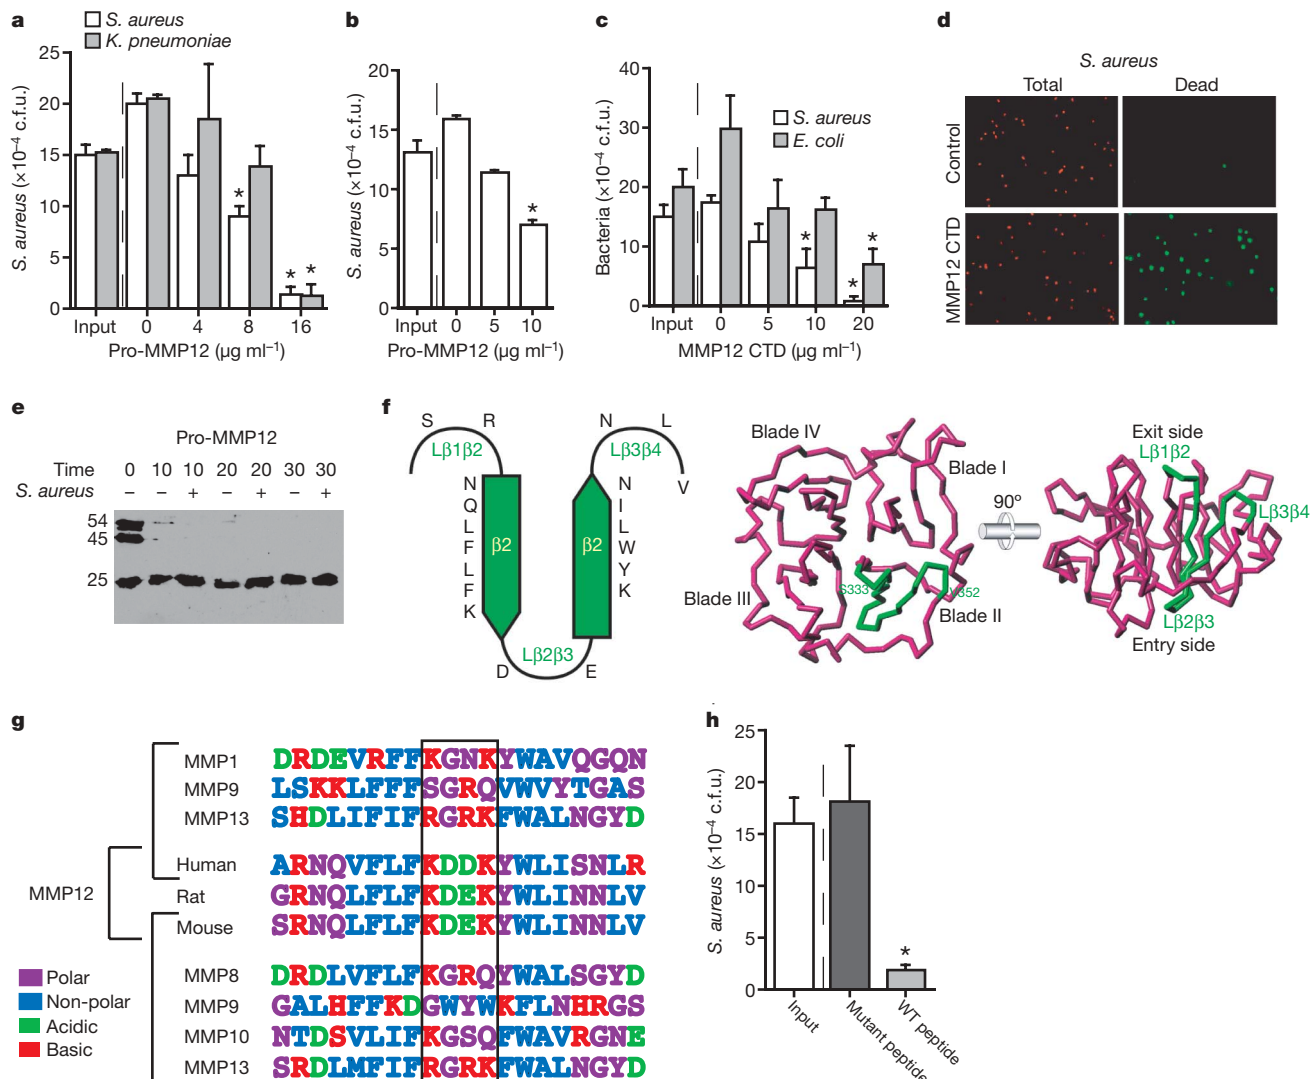 a
S. aureus
K. pneumoniae
S. aureus (×10⁻⁴ c.f.u.)
25
20
15
10
5
0
* * *
Input 0 4 8 16
Pro-MMP12 (µg ml⁻¹)
b
S. aureus (×10⁻⁴ c.f.u.)
20
15
10
5
0
*
Input 0 5 10
Pro-MMP12 (µg ml⁻¹)
c
Bacteria (×10⁻⁴ c.f.u.)
40
30
20
10
0
S. aureus
E. coli
* * *
Input 0 5 10 20
MMP12 CTD (µg ml⁻¹)
d
S. aureus
Total Dead
Control
MMP12 CTD
e
Pro-MMP12
Time 0 10 10 20 20 30 30
S. aureus – – + – + – +
54
45
25
f
S R
Lβ1β2
N
Q
L
F
L
F
K
β2
D E
Lβ2β3
β2
N L
Lβ3β4
V
N
I
L
W
Y
K
Blade IV
Blade I
Blade III
Blade II
S333
V352
90°
Exit side
Lβ1β2
Lβ3β4
Lβ2β3
Entry side
g
MMP1 DRDEVRFFKGNKYWAVQGQN
MMP9 LSKKLFFFSGRQVWVYTGAS
MMP13 SHDLIFIFRGRKFWALNGYD
MMP12
Human ARNQVFLFKDDKYWLISNLR
Rat GRNQLFLFKDEKYWLINNLV
Mouse SRNQLFLFKDEKYWLINNLV
MMP8 DRDLVFLFKGRQYWALSGYD
MMP9 GALHFFKDGWYWKFLNHRGS
MMP10 NTDSVLIFKGSQFWAVRGNE
MMP13 SRDLMFIFRGRKFWALNGYD
Polar
Non-polar
Acidic
Basic
h
S. aureus (×10⁻⁴ c.f.u.)
25
20
15
10
5
0
*
Input
Mutant peptide
WT peptide